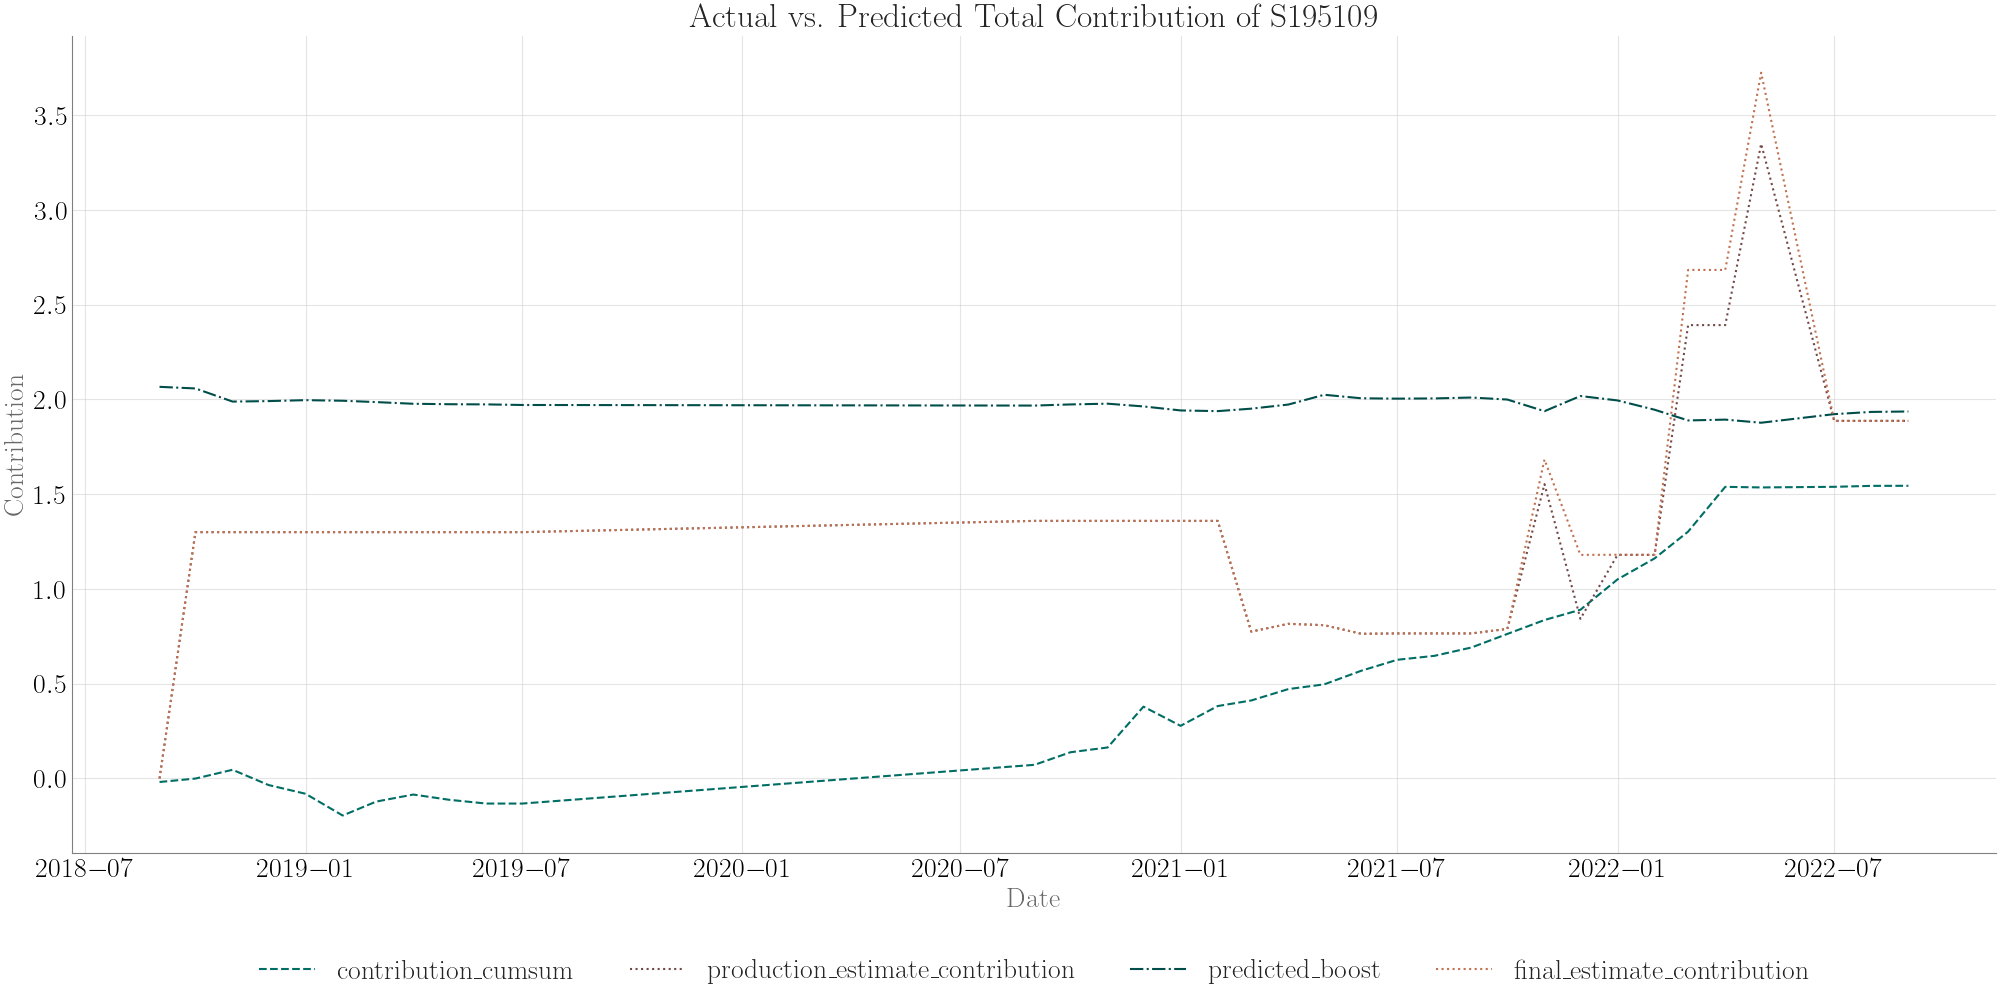 Actual vs. Predicted Total Contribution of S195109
3.5
3.0
2.5
2.0
1.5
1.0
0.5
0.0
Contribution
2018−07 2019−01 2019−07 2020−01 2020−07 2021−01 2021−07 2022−01 2022−07
Date
contribution_cumsum production_estimate_contribution predicted_boost final_estimate_contribution